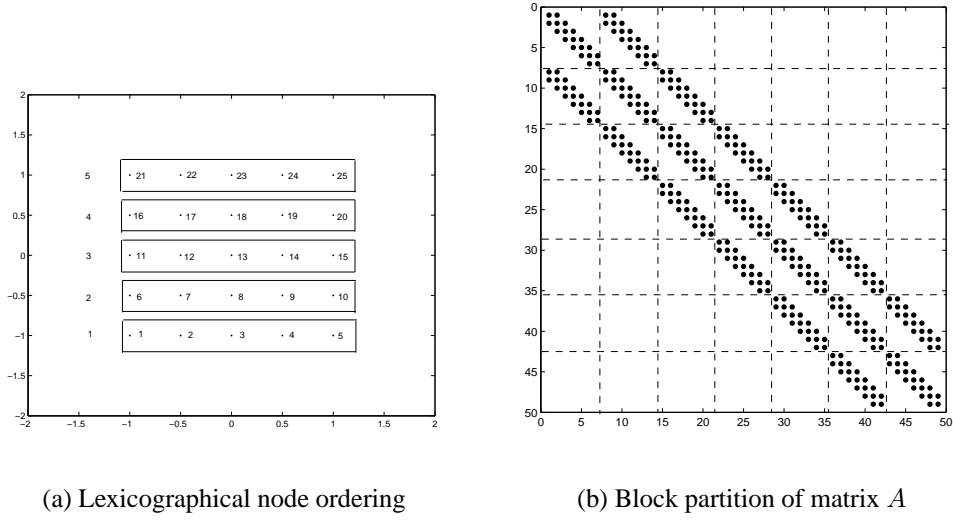 2
1.5
1
0.5
0
−0.5
−1
−1.5
−2
5 21 22 23 24 25
4 16 17 18 19 20
3 11 12 13 14 15
2 6 7 8 9 10
1 1 2 3 4 5
−2 −1.5 −1 −0.5 0 0.5 1 1.5 2
0
5
10
15
20
25
30
35
40
45
50
0 5 10 15 20 25 30 35 40 45 50
(a) Lexicographical node ordering
(b) Block partition of matrix A